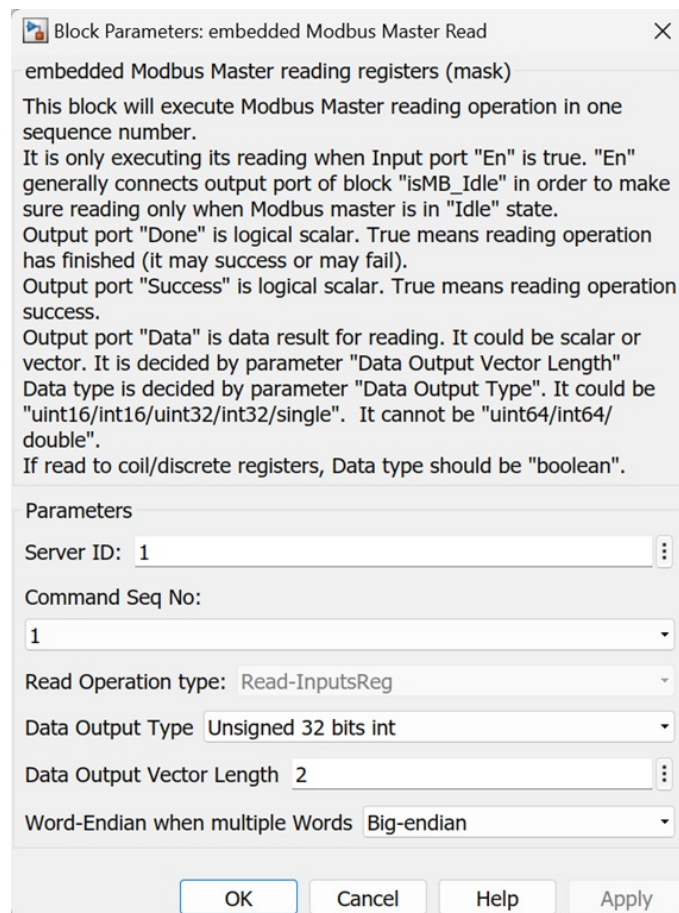 Block Parameters: embedded Modbus Master Read
embedded Modbus Master reading registers (mask)
This block will execute Modbus Master reading operation in one
sequence number.
It is only executing its reading when Input port "En" is true. "En"
generally connects output port of block "isMB_Idle" in order to make
sure reading only when Modbus master is in "Idle" state.
Output port "Done" is logical scalar. True means reading operation
has finished (it may success or may fail).
Output port "Success" is logical scalar. True means reading operation
success.
Output port "Data" is data result for reading. It could be scalar or
vector. It is decided by parameter "Data Output Vector Length"
Data type is decided by parameter "Data Output Type". It could be
"uint16/int16/uint32/int32/single".  It cannot be "uint64/int64/
double".
If read to coil/discrete registers, Data type should be "boolean".
Parameters
Server ID: 1
Command Seq No:
1
Read Operation type: Read-InputsReg
Data Output Type Unsigned 32 bits int
Data Output Vector Length 2
Word-Endian when multiple Words Big-endian
OK Cancel Help Apply